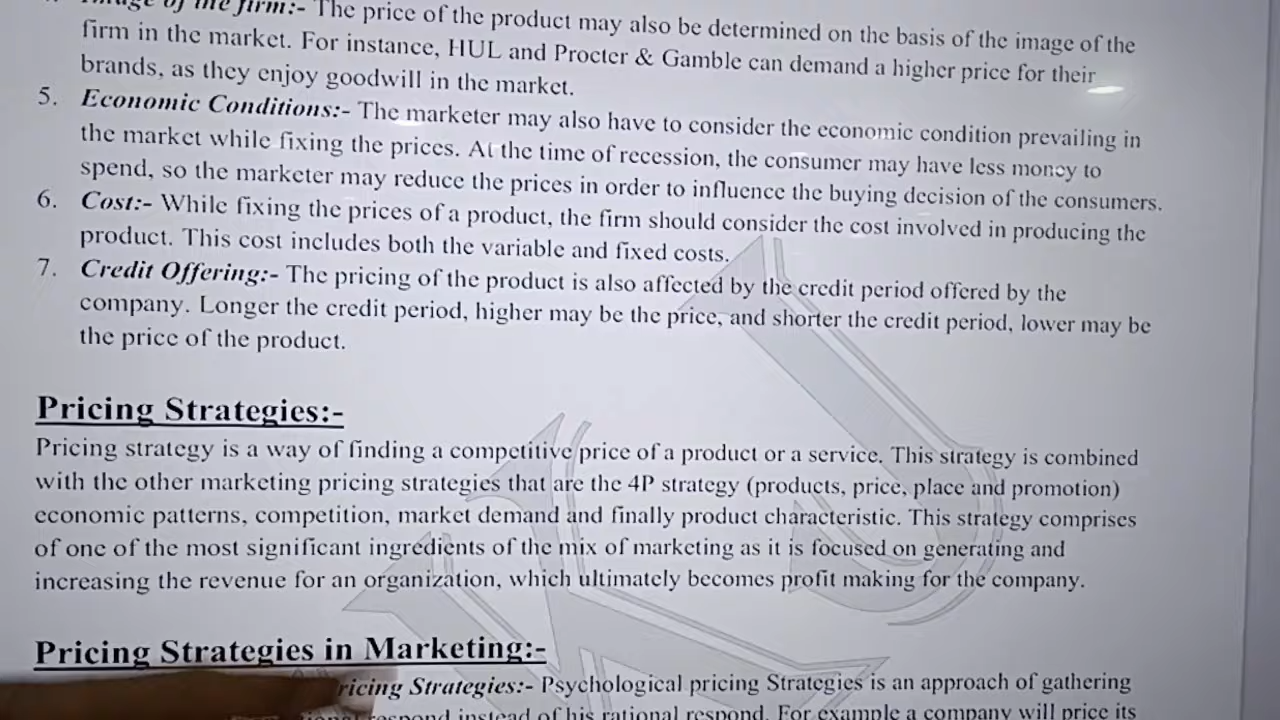 Image of the firm:- The price of the product may also be determined on the basis of the image of the
firm in the market. For instance, HUL and Procter & Gamble can demand a higher price for their
brands, as they enjoy goodwill in the market.
5. Economic Conditions:- The marketer may also have to consider the economic condition prevailing in
the market while fixing the prices. At the time of recession, the consumer may have less money to
spend, so the marketer may reduce the prices in order to influence the buying decision of the consumers.
6. Cost:- While fixing the prices of a product, the firm should consider the cost involved in producing the
product. This cost includes both the variable and fixed costs.
7. Credit Offering:- The pricing of the product is also affected by the credit period offered by the
company. Longer the credit period, higher may be the price, and shorter the credit period, lower may be
the price of the product.
Pricing Strategies:-
Pricing strategy is a way of finding a competitive price of a product or a service. This strategy is combined
with the other marketing pricing strategies that are the 4P strategy (products, price, place and promotion)
economic patterns, competition, market demand and finally product characteristic. This strategy comprises
of one of the most significant ingredients of the mix of marketing as it is focused on generating and
increasing the revenue for an organization, which ultimately becomes profit making for the company.
Pricing Strategies in Marketing:-
ricing Strategies:- Psychological pricing Strategies is an approach of gathering
respond instead of his rational respond. For example a company will price its